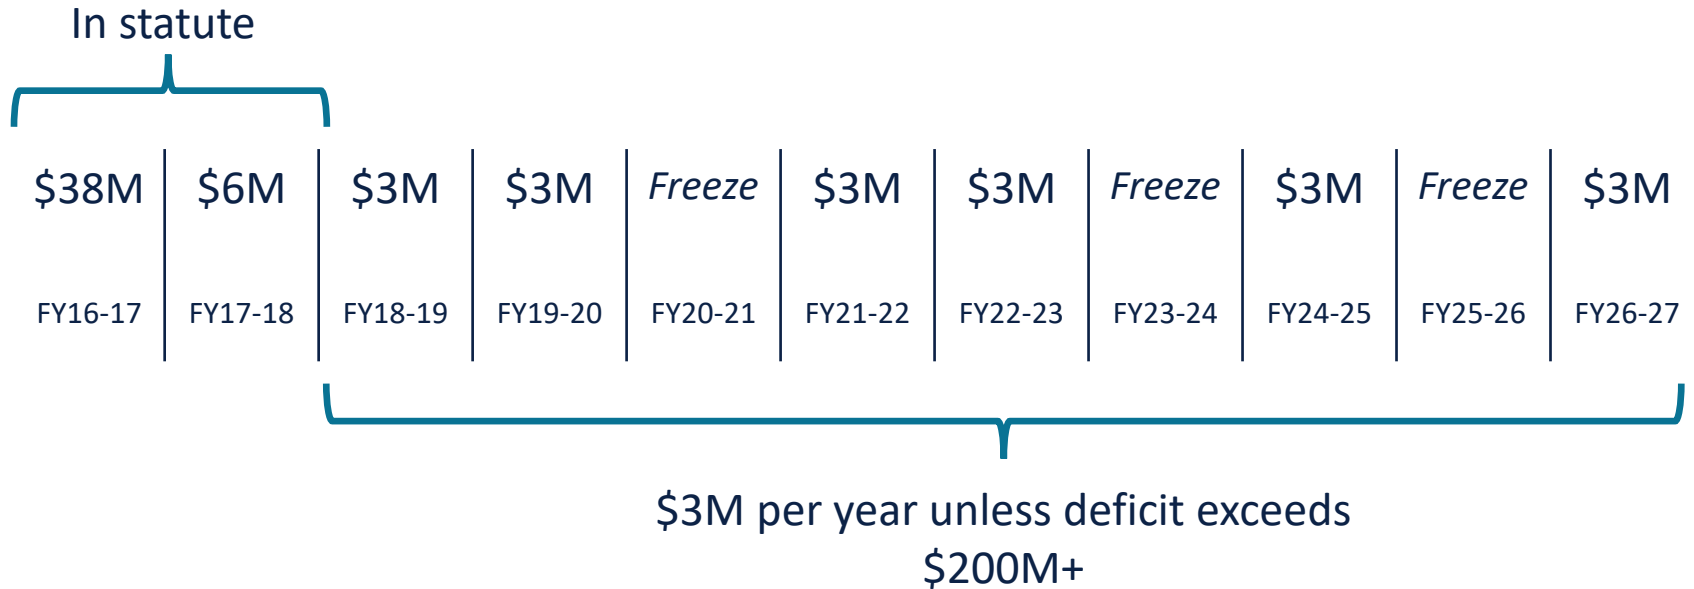 In statute
$38M $6M $3M $3M Freeze $3M $3M Freeze $3M Freeze $3M
FY16-17 FY17-18 FY18-19 FY19-20 FY20-21 FY21-22 FY22-23 FY23-24 FY24-25 FY25-26 FY26-27
$3M per year unless deficit exceeds
$200M+